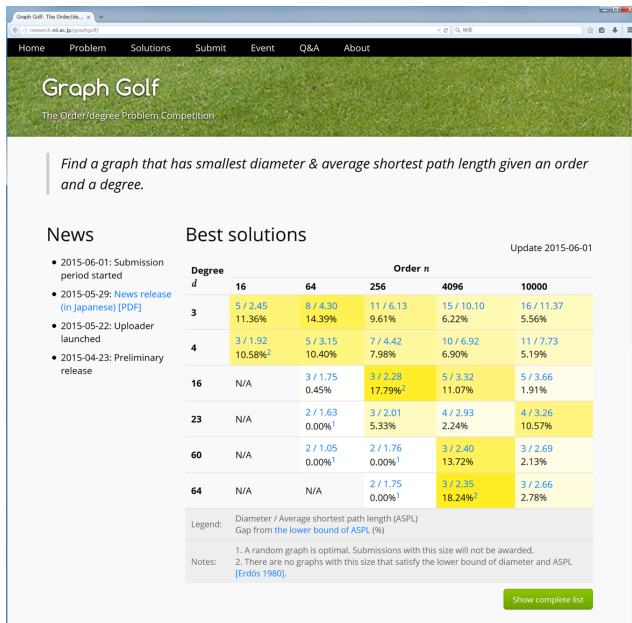 Graph Golf: The Order/de... × +
research.nii.ac.jp/graphgolf/
検索
Home Problem Solutions Submit Event Q&A About
Graph Golf
The Order/degree Problem Competition
Find a graph that has smallest diameter & average shortest path length given an order
and a degree.
News
2015-06-01: Submission
period started
2015-05-29: News release
(in Japanese) [PDF]
2015-05-22: Uploader
launched
2015-04-23: Preliminary
release
Best solutions
Update 2015-06-01
Degree Order n
d 16 64 256 4096 10000
3 5 / 2.45 8 / 4.30 11 / 6.13 15 / 10.10 16 / 11.37
11.36% 14.39% 9.61% 6.22% 5.56%
4 3 / 1.92 5 / 3.15 7 / 4.42 10 / 6.92 11 / 7.73
10.58%2 10.40% 7.98% 6.90% 5.19%
16 N/A 3 / 1.75 3 / 2.28 5 / 3.32 5 / 3.66
0.45% 17.79%2 11.07% 1.91%
23 N/A 2 / 1.63 3 / 2.01 4 / 2.93 4 / 3.26
0.00%1 5.33% 2.24% 10.57%
60 N/A 2 / 1.05 2 / 1.76 3 / 2.40 3 / 2.69
0.00%1 0.00%1 13.72% 2.13%
64 N/A N/A 2 / 1.75 3 / 2.35 3 / 2.66
0.00%1 18.24%2 2.78%
Legend: Diameter / Average shortest path length (ASPL)
Gap from the lower bound of ASPL (%)
Notes: 1. A random graph is optimal. Submissions with this size will not be awarded.
2. There are no graphs with this size that satisfy the lower bound of diameter and ASPL
[Erdös 1980].
Show complete list